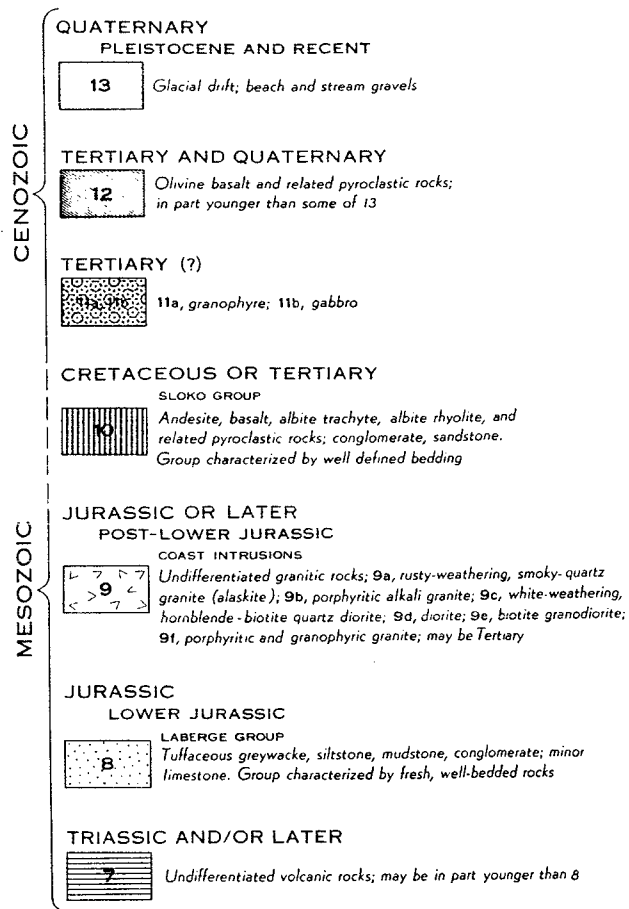 CENOZOIC
QUATERNARY
PLEISTOCENE AND RECENT
13 Glacial drift; beach and stream gravels
TERTIARY AND QUATERNARY
12 Olivine basalt and related pyroclastic rocks;
in part younger than some of 13
TERTIARY (?)
11a, 11b 11a, granophyre; 11b, gabbro
MESOZOIC
CRETACEOUS OR TERTIARY
SLOKO GROUP
10 Andesite, basalt, albite trachyte, albite rhyolite, and
related pyroclastic rocks; conglomerate, sandstone.
Group characterized by well defined bedding
JURASSIC OR LATER
POST-LOWER JURASSIC
COAST INTRUSIONS
9 Undifferentiated granitic rocks; 9a, rusty-weathering, smoky-quartz
granite (alaskite); 9b, porphyritic alkali granite; 9c, white-weathering,
hornblende-biotite quartz diorite; 9d, diorite; 9e, biotite granodiorite;
9f, porphyritic and granophyric granite; may be Tertiary
JURASSIC
LOWER JURASSIC
LABERGE GROUP
8 Tuffaceous greywacke, siltstone, mudstone, conglomerate; minor
limestone. Group characterized by fresh, well-bedded rocks
TRIASSIC AND/OR LATER
7 Undifferentiated volcanic rocks; may be in part younger than 8